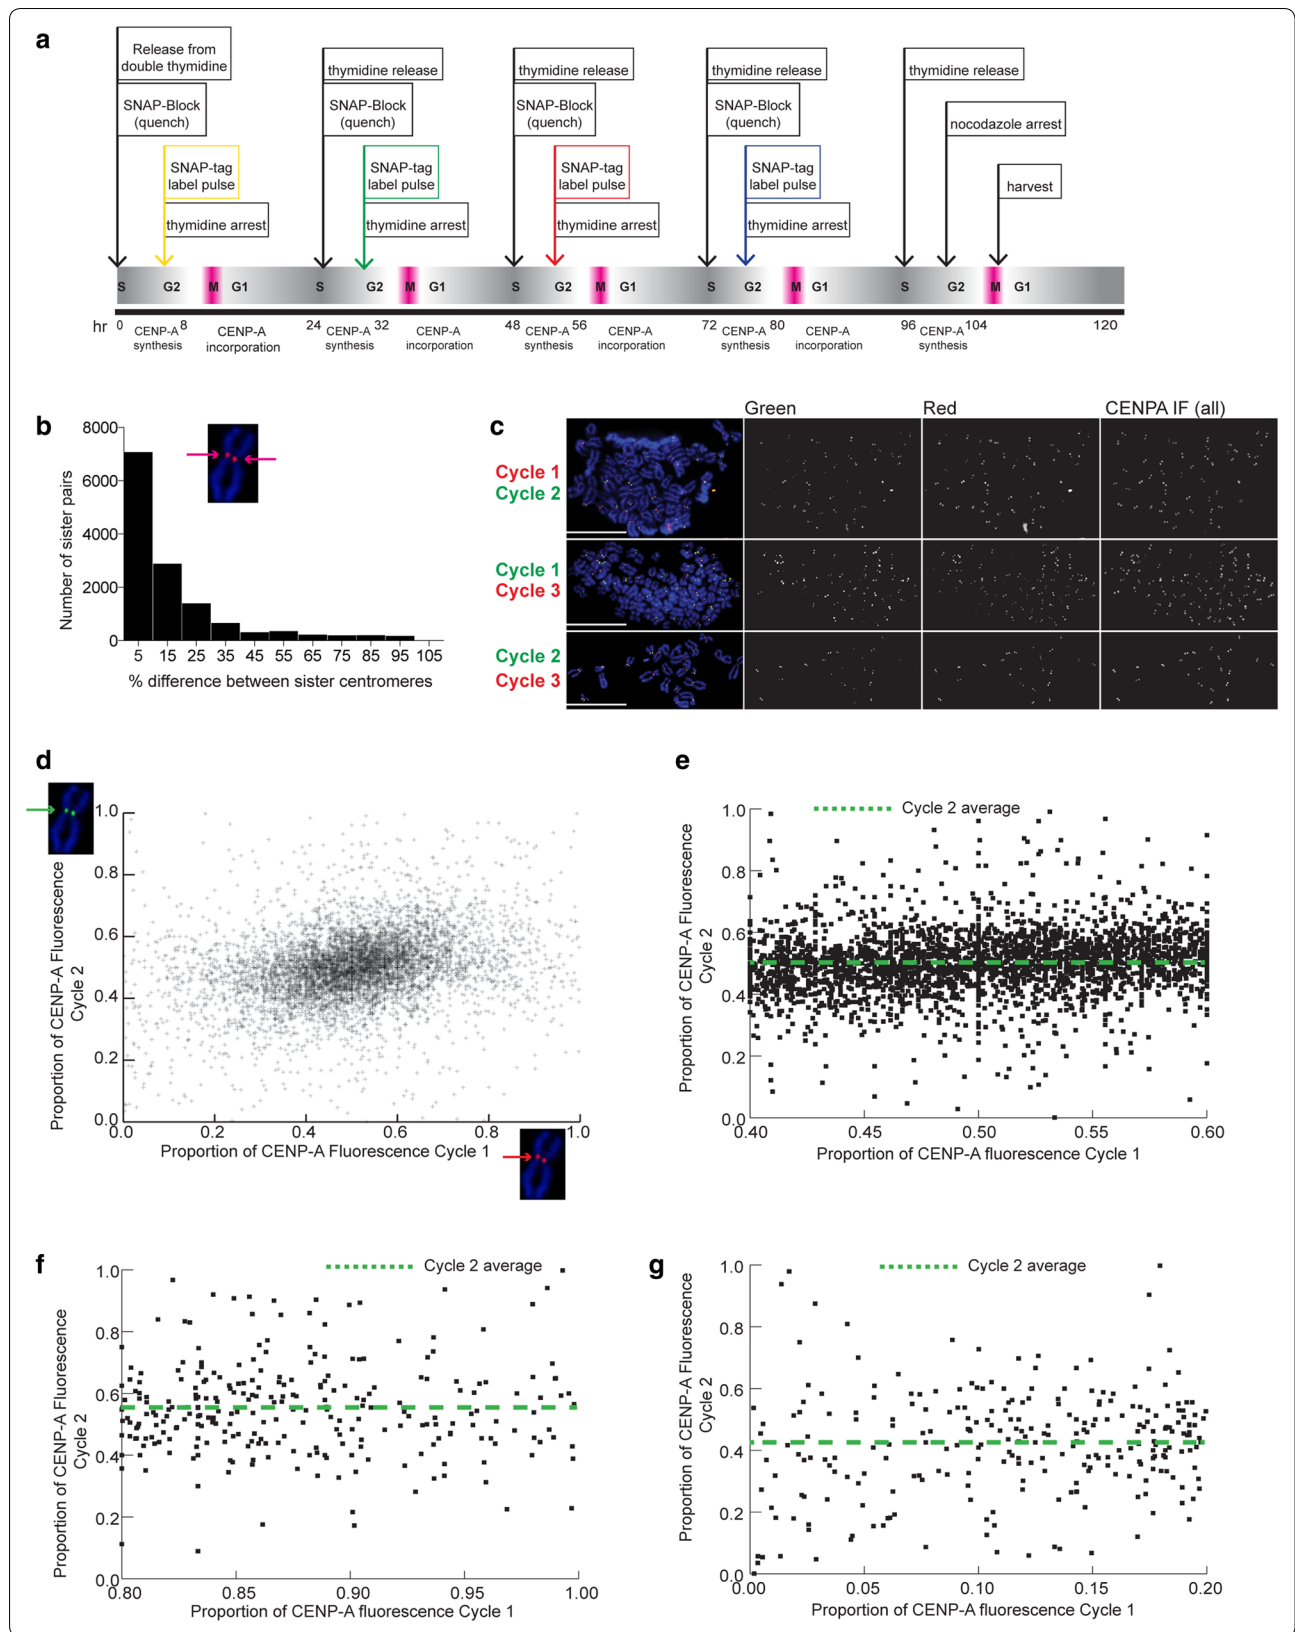 a
Release from
double thymidine
SNAP-Block
(quench)
SNAP-tag
label pulse
thymidine arrest
thymidine release
SNAP-Block
(quench)
SNAP-tag
label pulse
thymidine arrest
thymidine release
SNAP-Block
(quench)
SNAP-tag
label pulse
thymidine arrest
thymidine release
SNAP-Block
(quench)
SNAP-tag
label pulse
thymidine arrest
thymidine release
nocodazole arrest
harvest
S G2 M G1 S G2 M G1 S G2 M G1 S G2 M G1 S G2 M G1
hr 0 8 24 32 48 56 72 80 96 104 120
CENP-A
synthesis
CENP-A
incorporation
CENP-A
synthesis
CENP-A
incorporation
CENP-A
synthesis
CENP-A
incorporation
CENP-A
synthesis
CENP-A
incorporation
CENP-A
synthesis
b
Number of sister pairs
8000
6000
4000
2000
0
5 15 25 35 45 55 65 75 85 95 105
% difference between sister centromeres
c
Green Red CENPA IF (all)
Cycle 1
Cycle 2
Cycle 1
Cycle 3
Cycle 2
Cycle 3
d
Proportion of CENP-A Fluorescence
Cycle 2
1.0
0.8
0.6
0.4
0.2
0.0
0.0 0.2 0.4 0.6 0.8 1.0
Proportion of CENP-A Fluorescence Cycle 1
e
Cycle 2 average
Proportion of CENP-A Fluorescence
Cycle 2
1.0
0.8
0.6
0.4
0.2
0.0
0.40 0.45 0.50 0.55 0.60
Proportion of CENP-A fluorescence Cycle 1
f
Cycle 2 average
Proportion of CENP-A Fluorescence
Cycle 2
1.0
0.8
0.6
0.4
0.2
0.0
0.80 0.85 0.90 0.95 1.00
Proportion of CENP-A fluorescence Cycle 1
g
Cycle 2 average
Proportion of CENP-A Fluorescence
Cycle 2
1.0
0.8
0.6
0.4
0.2
0.0
0.00 0.05 0.10 0.15 0.20
Proportion of CENP-A fluorescence Cycle 1